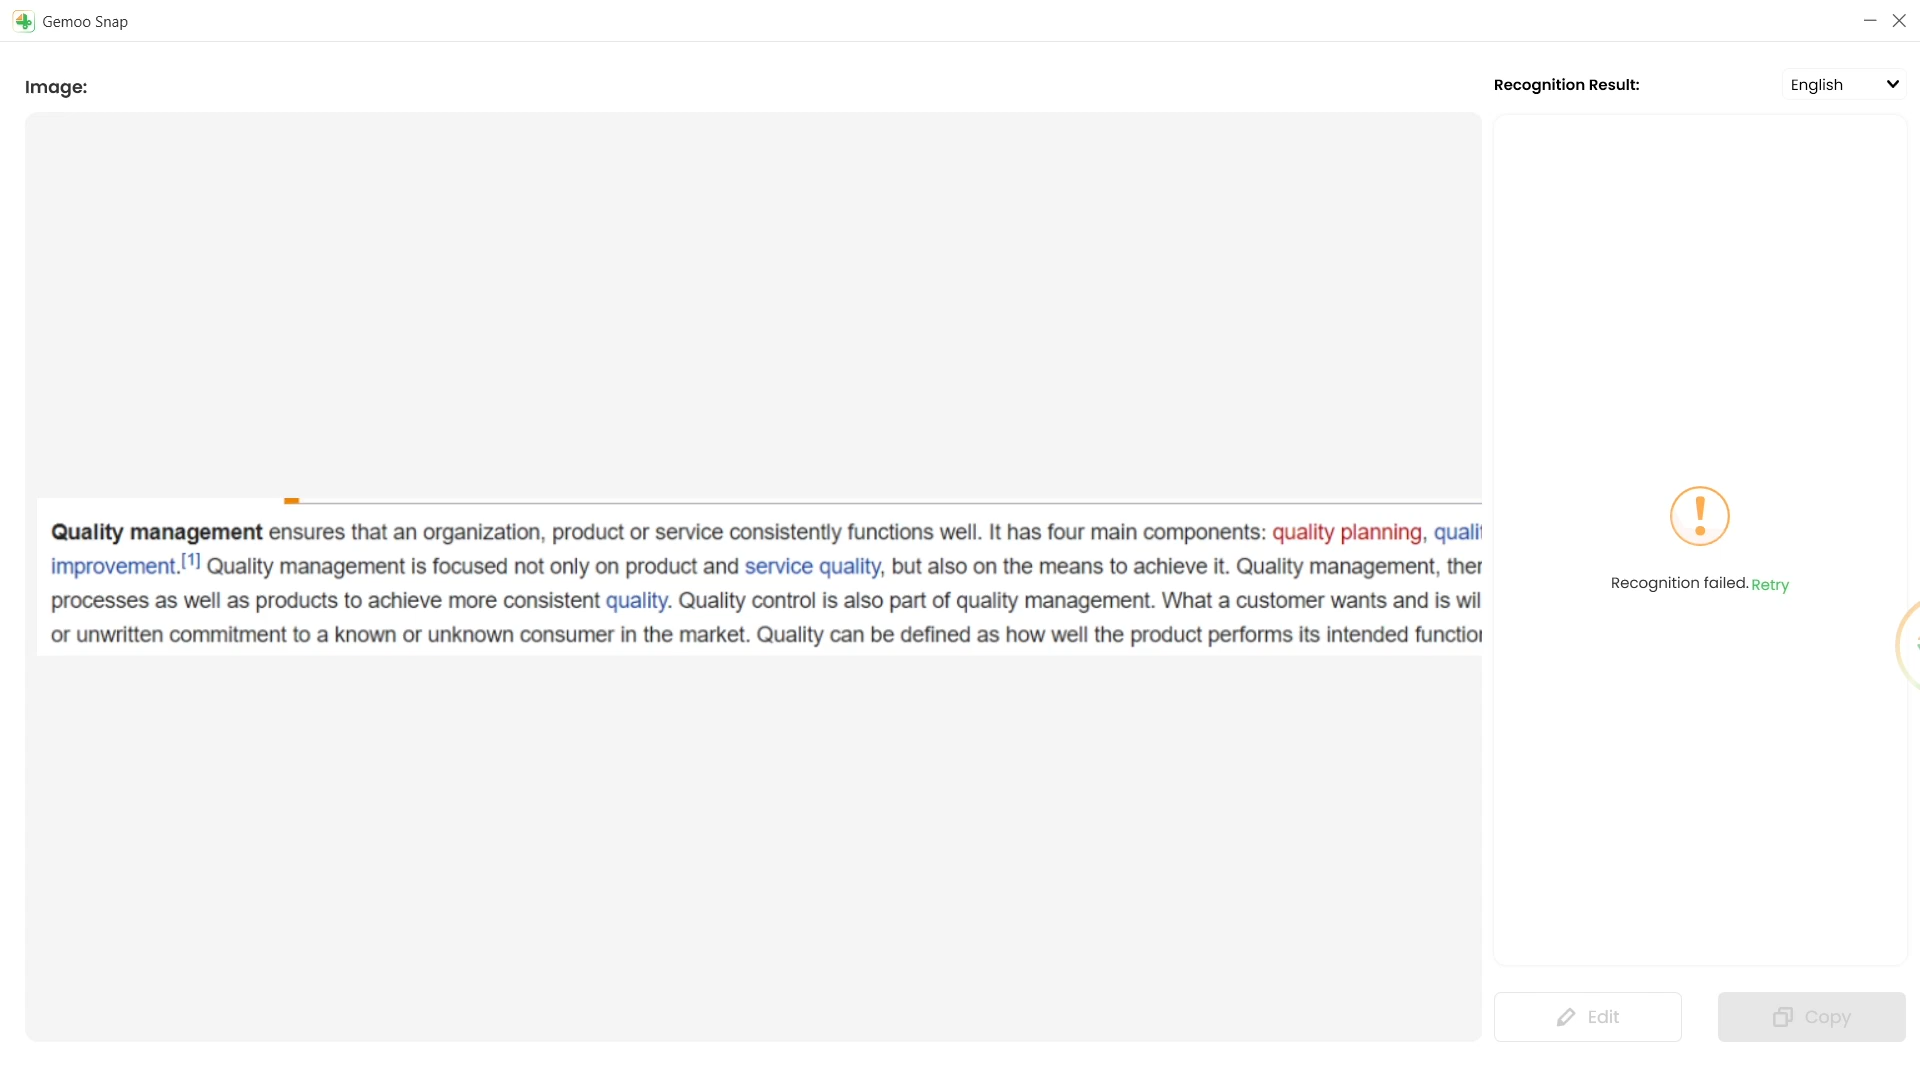 Gemoo Snap
Image:
Recognition Result:
English
Quality management ensures that an organization, product or service consistently functions well. It has four main components: quality planning, qualit
improvement.[1] Quality management is focused not only on product and service quality, but also on the means to achieve it. Quality management, ther
processes as well as products to achieve more consistent quality. Quality control is also part of quality management. What a customer wants and is wil
or unwritten commitment to a known or unknown consumer in the market. Quality can be defined as how well the product performs its intended function
Recognition failed. Retry
Edit
Copy